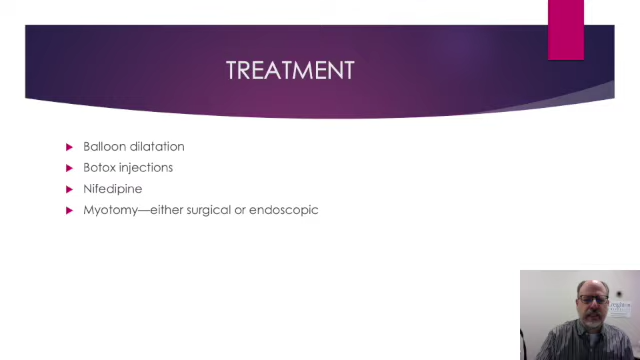 TREATMENT
Balloon dilatation
Botox injections
Nifedipine
Myotomy—either surgical or endoscopic